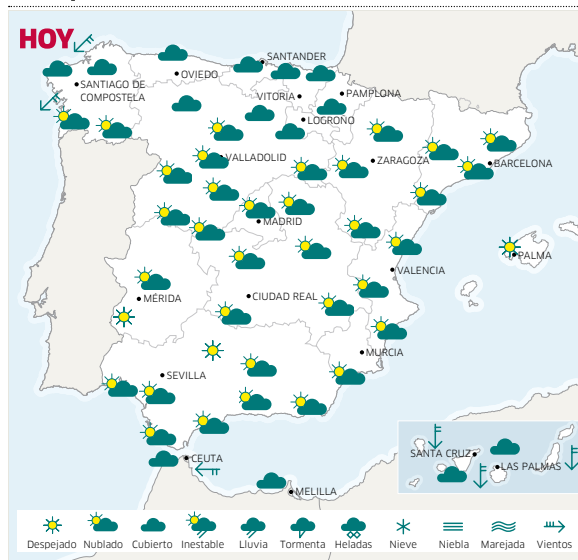 HOY
SANTANDER
OVIEDO
SANTIAGO DE
COMPOSTELA
VITORIA
PAMPLONA
LOGROÑO
VALLADOLID
ZARAGOZA
BARCELONA
MADRID
PALMA
VALENCIA
MÉRIDA
CIUDAD REAL
MURCIA
SEVILLA
CEUTA
MELILLA
SANTA CRUZ
LAS PALMAS
Despejado Nublado Cubierto Inestable Lluvia Tormenta Heladas Nieve Niebla Marejada Vientos